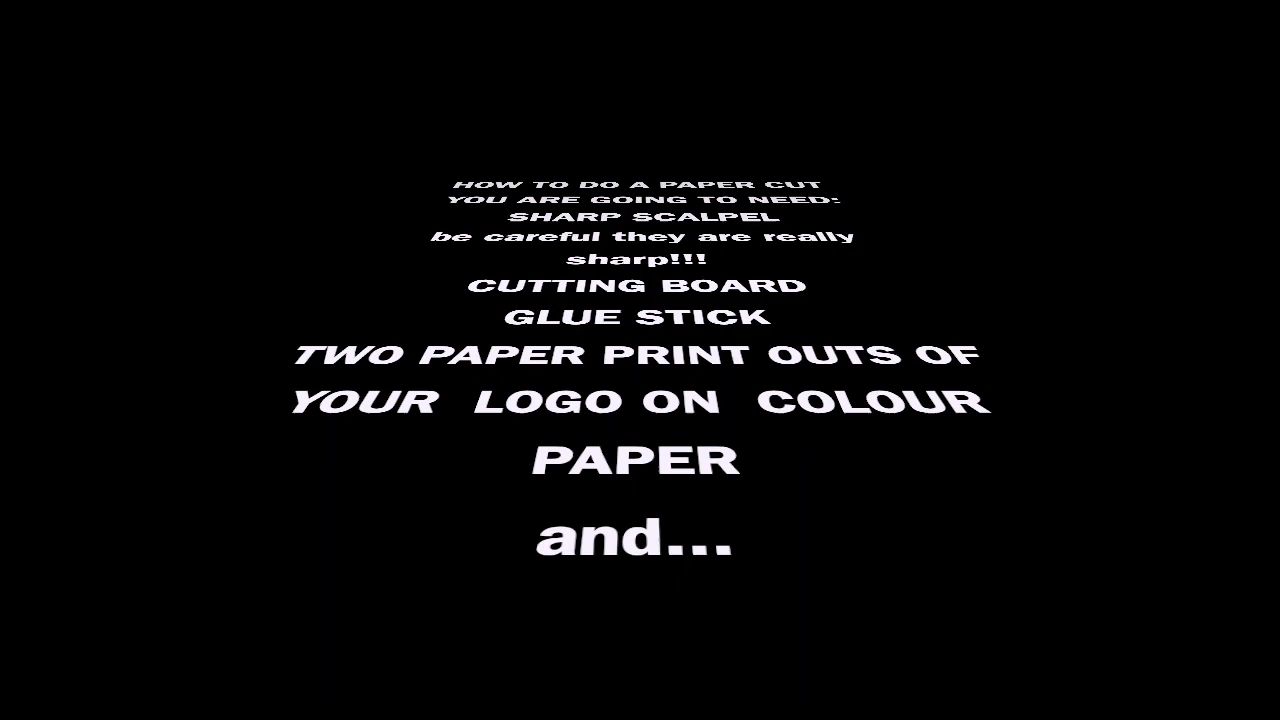 HOW TO DO A PAPER CUT
YOU ARE GOING TO NEED:
SHARP SCALPEL
be careful they are really
sharp!!!
CUTTING BOARD
GLUE STICK
TWO PAPER PRINT OUTS OF
YOUR LOGO ON COLOUR
PAPER
and...